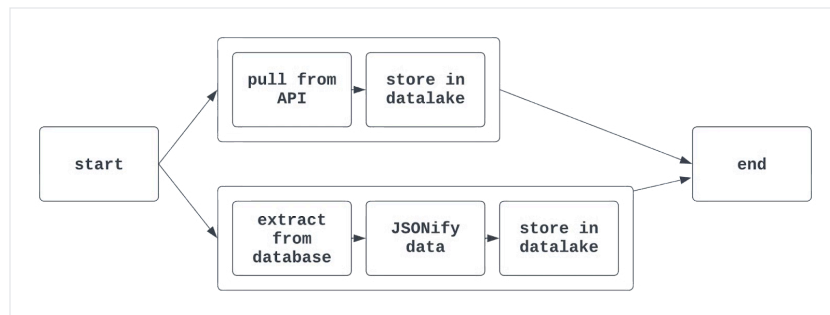 start
pull from
API
store in
datalake
extract
from
database
JSONify
data
store in
datalake
end